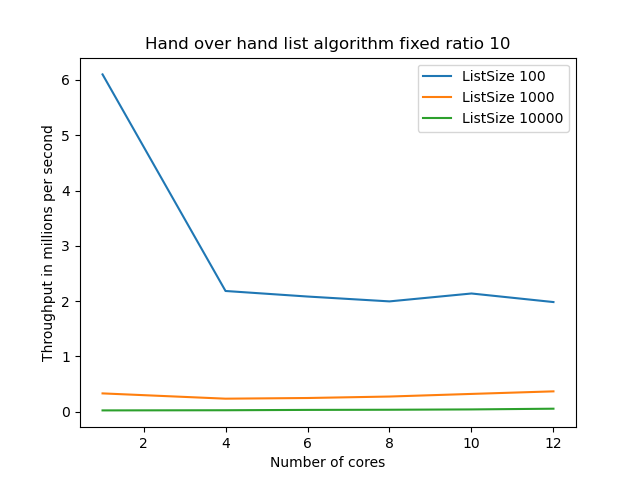 Hand over hand list algorithm fixed ratio 10
ListSize 100
ListSize 1000
ListSize 10000
Throughput in millions per second
6
5
4
3
2
1
0
2
4
6
8
10
12
Number of cores